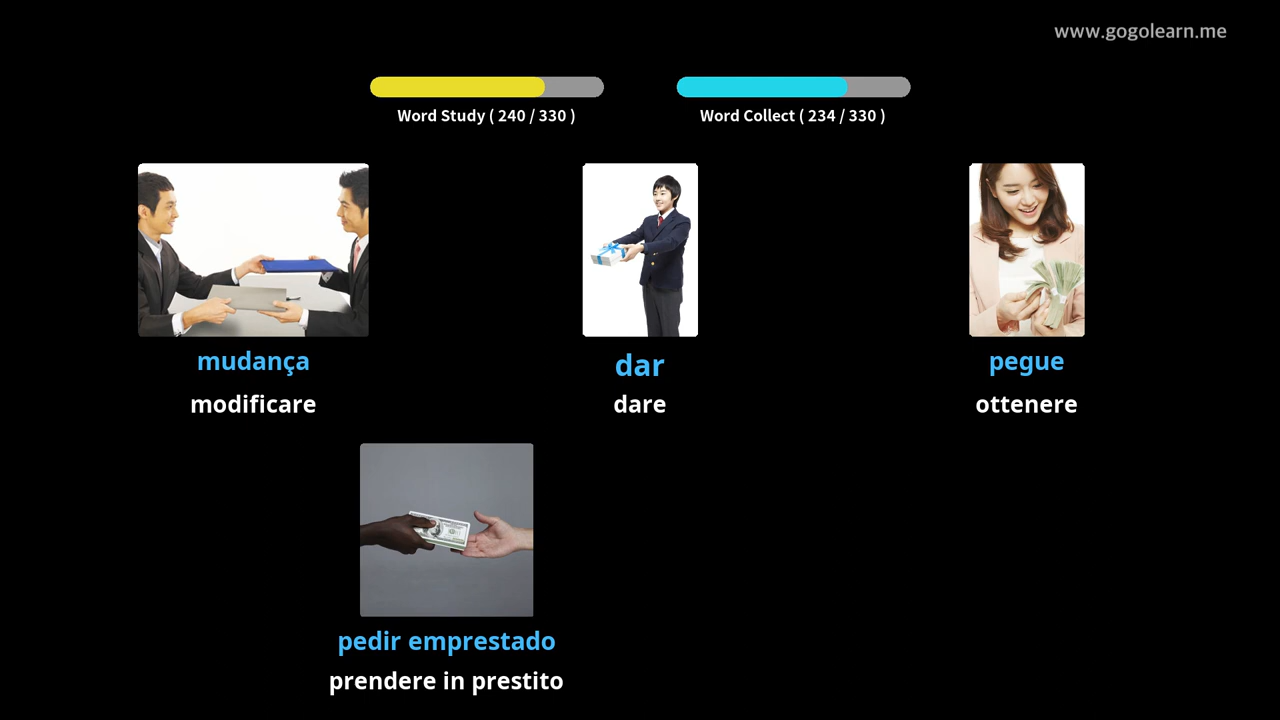 www.gogolearn.me
Word Study ( 240 / 330 )
Word Collect ( 234 / 330 )
mudança
dar
pegue
modificare
dare
ottenere
pedir emprestado
prendere in prestito